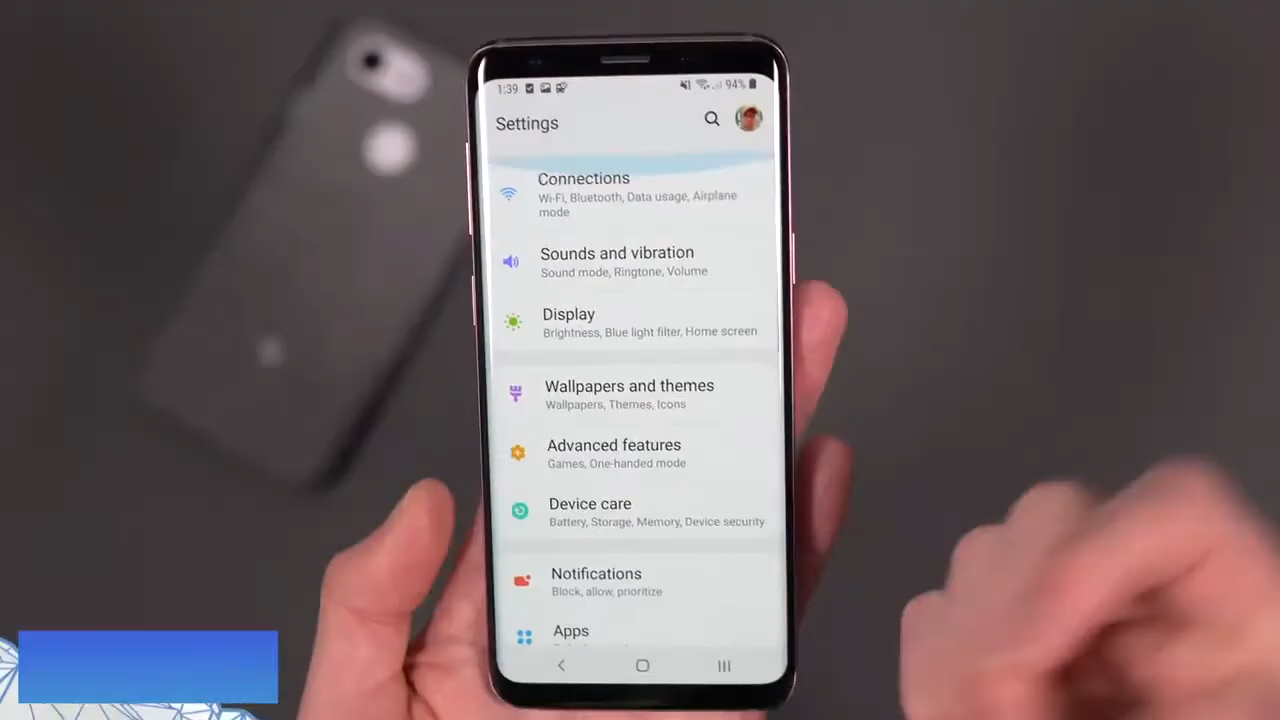 1:39 94%
Settings
Connections
Wi-Fi, Bluetooth, Data usage, Airplane
mode
Sounds and vibration
Sound mode, Ringtone, Volume
Display
Brightness, Blue light filter, Home screen
Wallpapers and themes
Wallpapers, Themes, Icons
Advanced features
Games, One-handed mode
Device care
Battery, Storage, Memory, Device security
Notifications
Block, allow, prioritize
Apps